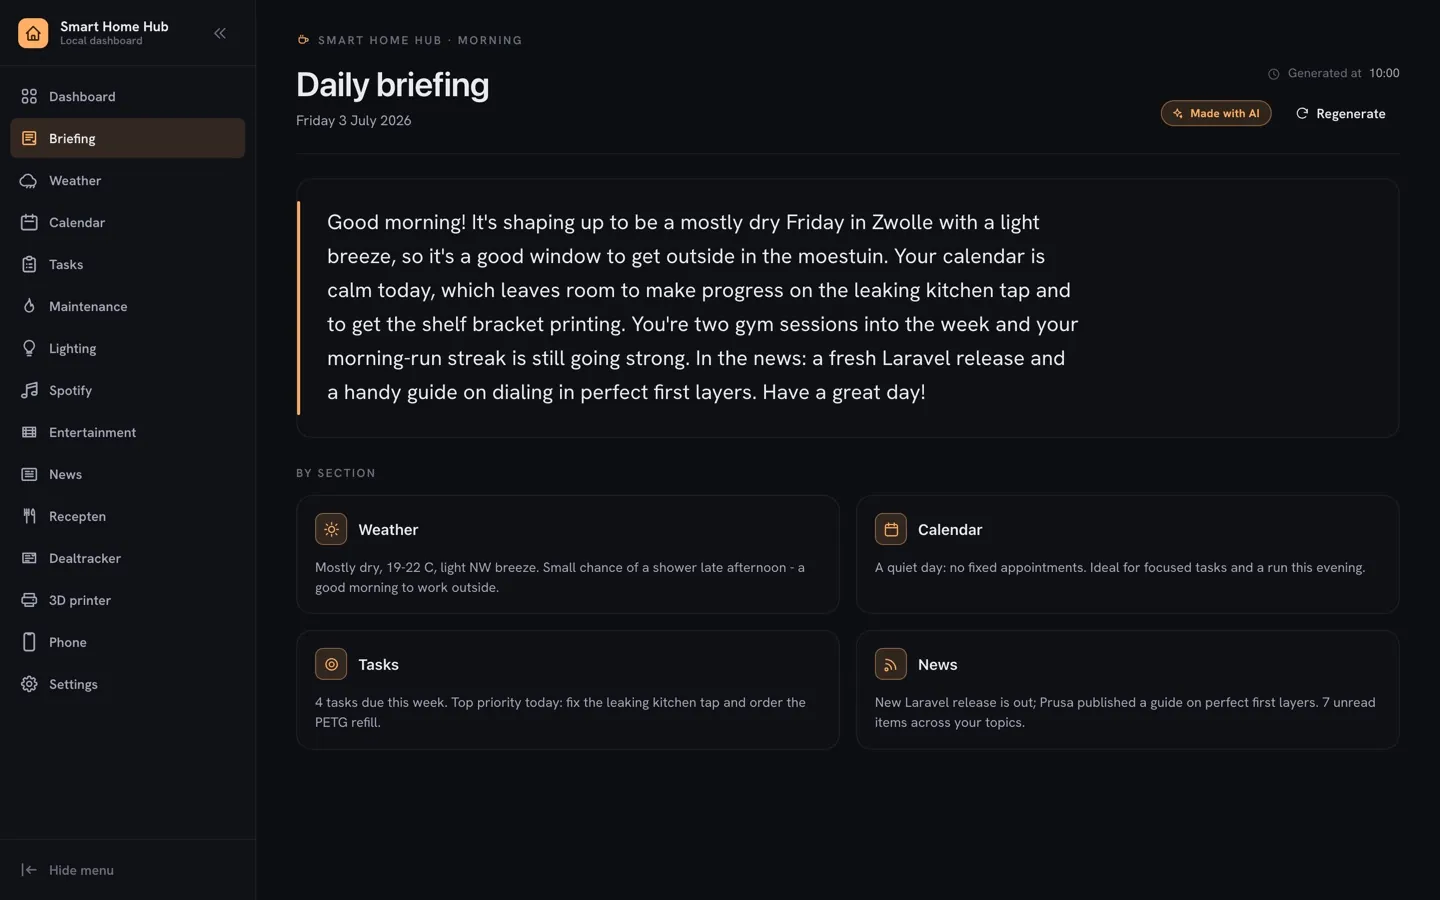 Smart Home Hub
Local dashboard
Dashboard
Briefing
Weather
Calendar
Tasks
Maintenance
Lighting
Spotify
Entertainment
News
Recepten
Dealtracker
3D printer
Phone
Settings
Hide menu
SMART HOME HUB · MORNING
Daily briefing
Friday 3 July 2026
Generated at 10:00
Made with AI
Regenerate
Good morning! It's shaping up to be a mostly dry Friday in Zwolle with a light
breeze, so it's a good window to get outside in the moestuin. Your calendar is
calm today, which leaves room to make progress on the leaking kitchen tap and
to get the shelf bracket printing. You're two gym sessions into the week and your
morning-run streak is still going strong. In the news: a fresh Laravel release and
a handy guide on dialing in perfect first layers. Have a great day!
BY SECTION
Weather
Mostly dry, 19-22 C, light NW breeze. Small chance of a shower late afternoon - a
good morning to work outside.
Calendar
A quiet day: no fixed appointments. Ideal for focused tasks and a run this evening.
Tasks
4 tasks due this week. Top priority today: fix the leaking kitchen tap and order the
PETG refill.
News
New Laravel release is out; Prusa published a guide on perfect first layers. 7 unread
items across your topics.